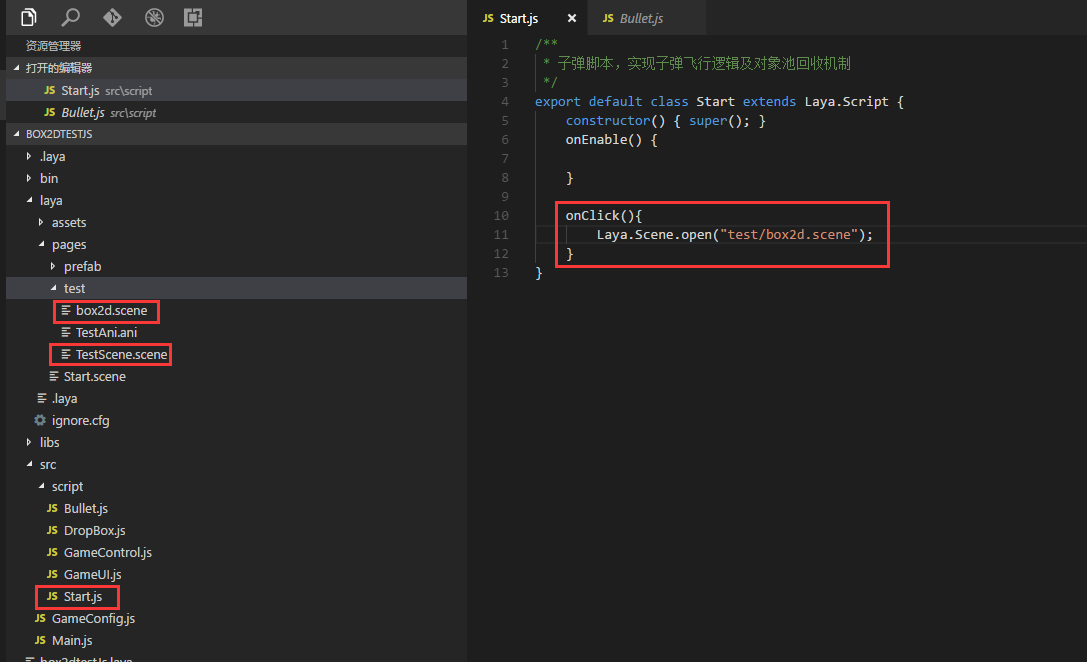 资源管理器
打开的编辑器
JS Start.js src\script
JS Bullet.js src\script
BOX2DTESTJS
.laya
bin
laya
assets
pages
prefab
test
box2d.scene
TestAni.ani
TestScene.scene
Start.scene
.laya
ignore.cfg
libs
src
script
JS Bullet.js
JS DropBox.js
JS GameControl.js
JS GameUI.js
JS Start.js
JS GameConfig.js
JS Main.js
box2dtestJs.laya
JS Start.js × JS Bullet.js
1 /**
2 * 子弹脚本，实现子弹飞行逻辑及对象池回收机制
3 */
4 export default class Start extends Laya.Script {
5 constructor() { super(); }
6 onEnable() {
7
8 }
9
10 onClick(){
11 Laya.Scene.open("test/box2d.scene");
12 }
13 }